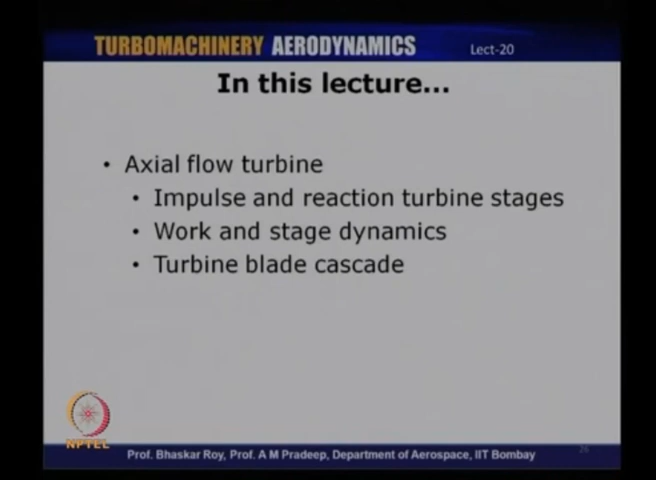 TURBOMACHINERY AERODYNAMICS Lect-20
In this lecture...
• Axial flow turbine
• Impulse and reaction turbine stages
• Work and stage dynamics
• Turbine blade cascade
NPTEL
Prof. Bhaskar Roy, Prof. A M Pradeep, Department of Aerospace, IIT Bombay